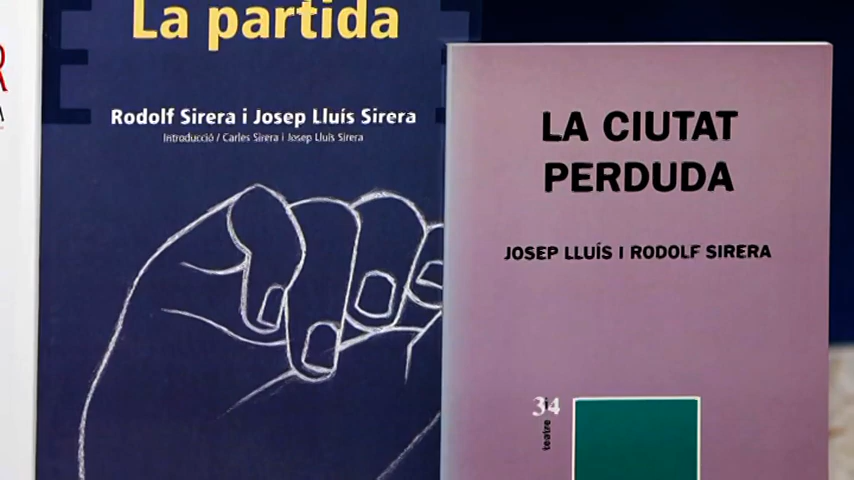 La partida
Rodolf Sirera i Josep Lluís Sirera
Introducció / Carles Sirera i Josep Lluís Sirera
LA CIUTAT
PERDUDA
JOSEP LLUÍS I RODOLF SIRERA
3i4
teatre